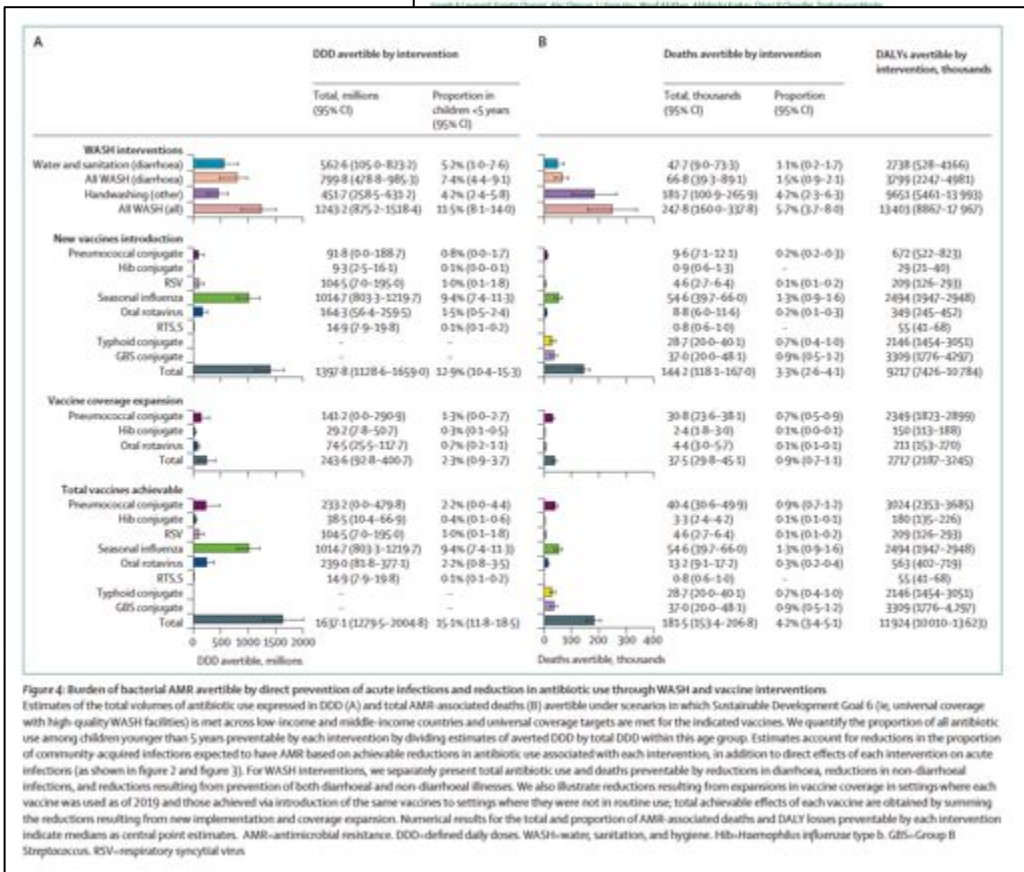 A
DDD avertible by intervention
Total, millions (95% CI)
Proportion in children <5 years (95% CI)
B
Deaths avertible by intervention
DALYs avertible by intervention, thousands
Total, thousands (95% CI)
Proportion (95% CI)
WASH interventions
Water and sanitation (diarrhoea) 562·6 (105·0–823·2) 5·2% (1·0–7·6) 47·7 (9·0–73·3) 1·1% (0·2–1·7) 2738 (528–4166)
All WASH (diarrhoea) 799·8 (478·8–985·3) 7·4% (4·4–9·1) 66·8 (39·3–89·1) 1·5% (0·9–2·1) 3799 (2247–4981)
Handwashing (other) 451·7 (258·5–631·2) 4·2% (2·4–5·8) 181·7 (100·9–265·9) 4·2% (2·3–6·3) 9651 (5461–13 993)
All WASH (all) 1243·2 (875·2–1518·4) 11·5% (8·1–14·0) 247·8 (160·0–337·8) 5·7% (3·7–8·0) 13 403 (8867–17 967)
New vaccines introduction
Pneumococcal conjugate 91·8 (0·0–188·7) 0·8% (0·0–1·7) 9·6 (7·1–12·1) 0·2% (0·2–0·3) 672 (522–823)
Hib conjugate 9·3 (2·5–16·1) 0·1% (0·0–0·1) 0·9 (0·6–1·3) – 29 (21–40)
RSV 104·5 (7·0–195·0) 1·0% (0·1–1·8) 4·6 (2·7–6·4) 0·1% (0·1–0·2) 209 (126–293)
Seasonal influenza 1014·7 (803·3–1219·7) 9·4% (7·4–11·3) 54·6 (39·7–66·0) 1·3% (0·9–1·6) 2494 (1947–2948)
Oral rotavirus 164·3 (56·4–259·5) 1·5% (0·5–2·4) 8·8 (6·0–11·6) 0·2% (0·1–0·3) 349 (245–452)
RTS,S 14·9 (7·9–19·8) 0·1% (0·1–0·2) 0·8 (0·6–1·0) – 55 (41–68)
Typhoid conjugate – – 28·7 (20·0–40·1) 0·7% (0·4–1·0) 2146 (1454–3051)
GBS conjugate – – 37·0 (20·0–48·1) 0·9% (0·5–1·2) 3309 (1776–4297)
Total 1397·8 (1128·6–1659·0) 12·9% (10·4–15·3) 144·2 (118·1–167·0) 3·3% (2·6–4·1) 9217 (7426–10 784)
Vaccine coverage expansion
Pneumococcal conjugate 141·2 (0·0–290·9) 1·3% (0·0–2·7) 30·8 (23·6–38·1) 0·7% (0·5–0·9) 2349 (1823–2899)
Hib conjugate 29·2 (7·8–50·7) 0·3% (0·1–0·5) 2·4 (1·8–3·0) 0·1% (0·0–0·1) 150 (113–188)
Oral rotavirus 74·5 (25·5–117·7) 0·7% (0·2–1·1) 4·4 (3·0–5·7) 0·1% (0·1–0·1) 211 (153–270)
Total 243·6 (92·8–400·7) 2·3% (0·9–3·7) 37·5 (29·8–45·1) 0·9% (0·7–1·1) 2717 (2187–3245)
Total vaccines achievable
Pneumococcal conjugate 233·2 (0·0–479·8) 2·2% (0·0–4·4) 40·4 (30·6–49·9) 0·9% (0·7–1·2) 3024 (2353–3685)
Hib conjugate 38·5 (10·4–66·9) 0·4% (0·1–0·6) 3·3 (2·4–4·2) 0·1% (0·1–0·1) 180 (135–226)
RSV 104·5 (7·0–195·0) 1·0% (0·1–1·8) 4·6 (2·7–6·4) 0·1% (0·1–0·2) 209 (126–293)
Seasonal influenza 1014·7 (803·3–1219·7) 9·4% (7·4–11·3) 54·6 (39·7–66·0) 1·3% (0·9–1·6) 2494 (1947–2948)
Oral rotavirus 239·0 (81·8–377·1) 2·2% (0·8–3·5) 13·2 (9·1–17·2) 0·3% (0·2–0·4) 563 (402–719)
RTS,S 14·9 (7·9–19·8) 0·1% (0·1–0·2) 0·8 (0·6–1·0) – 55 (41–68)
Typhoid conjugate – – 28·7 (20·0–40·1) 0·7% (0·4–1·0) 2146 (1454–3051)
GBS conjugate – – 37·0 (20·0–48·1) 0·9% (0·5–1·2) 3309 (1776–4,297)
Total 1637·1 (1279·5–2004·8) 15·1% (11·8–18·5) 181·5 (153·4–206·8) 4·2% (3·4–5·1) 11 924 (10 010–13 623)
0 500 1000 1500 2000
DDD avertible, millions
0 100 200 300 400
Deaths avertible, thousands
Figure 4: Burden of bacterial AMR avertible by direct prevention of acute infections and reduction in antibiotic use through WASH and vaccine interventions
Estimates of the total volumes of antibiotic use expressed in DDD (A) and total AMR-associated deaths (B) avertible under scenarios in which Sustainable Development Goal 6 (ie, universal coverage
with high-quality WASH facilities) is met across low-income and middle-income countries and universal coverage targets are met for the indicated vaccines. We quantify the proportion of all antibiotic
use among children younger than 5 years preventable by each intervention by dividing estimates of averted DDD by total DDD within this age group. Estimates account for reductions in the proportion
of community-acquired infections expected to have AMR based on achievable reductions in antibiotic use associated with each intervention, in addition to direct effects of each intervention on acute
infections (as shown in figure 2 and figure 3). For WASH interventions, we separately present total antibiotic use and deaths preventable by reductions in diarrhoea, reductions in non-diarrhoeal
infections, and reductions resulting from prevention of both diarrhoeal and non-diarrhoeal illnesses. We also illustrate reductions resulting from expansions in vaccine coverage in settings where each
vaccine was used as of 2019 and those achieved via introduction of the same vaccines to settings where they were not in routine use; total achievable effects of each vaccine are obtained by summing
the reductions resulting from new implementation and coverage expansion. Numerical results for the total and proportion of AMR-associated deaths and DALY losses preventable by each intervention
indicate medians as central point estimates. AMR=antimicrobial resistance. DDD=defined daily doses. WASH=water, sanitation, and hygiene. Hib=Haemophilus influenzae type b. GBS=Group B
Streptococcus. RSV=respiratory syncytial virus